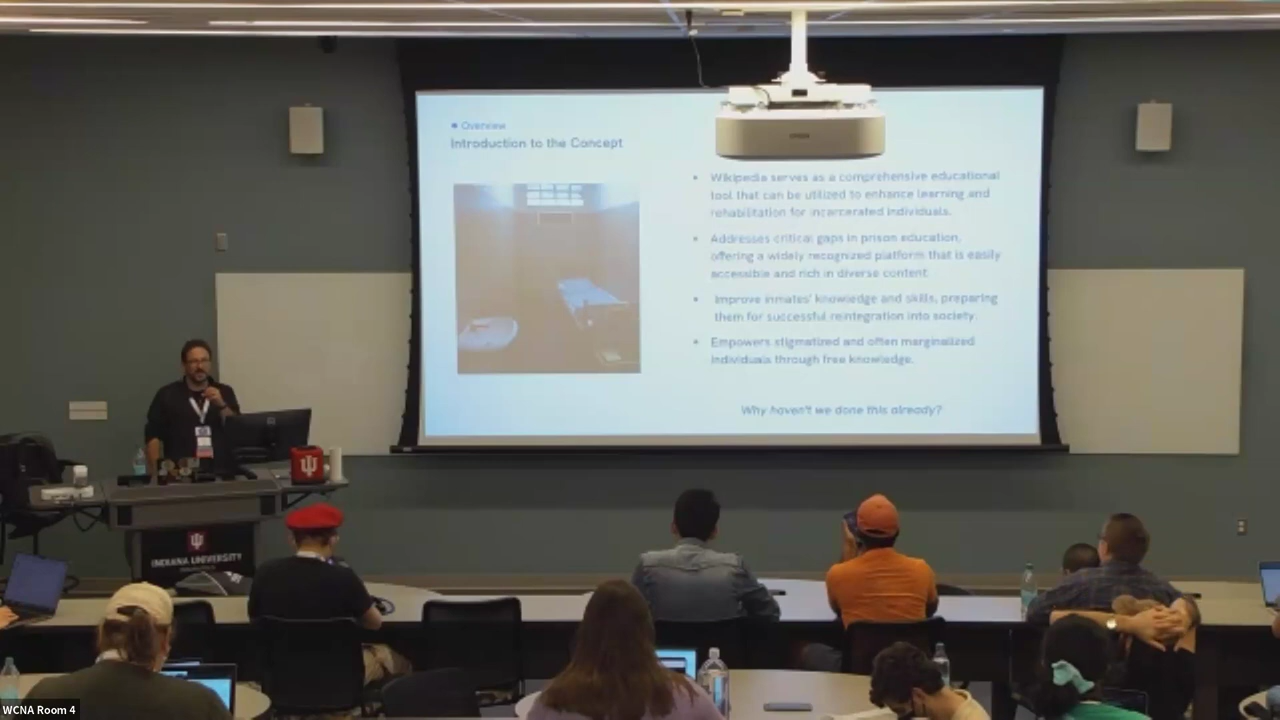 • Overview
Introduction to the Concept
• Wikipedia serves as a comprehensive educational
tool that can be utilized to enhance learning and
rehabilitation for incarcerated individuals.
• Addresses critical gaps in prison education,
offering a widely recognized platform that is easily
accessible and rich in diverse content
• Improve inmates' knowledge and skills, preparing
them for successful reintegration into society.
• Empowers stigmatized and often marginalized
individuals through free knowledge.
Why haven't we done this already?
EPSON
INDIANA UNIVERSITY
WCNA Room 4